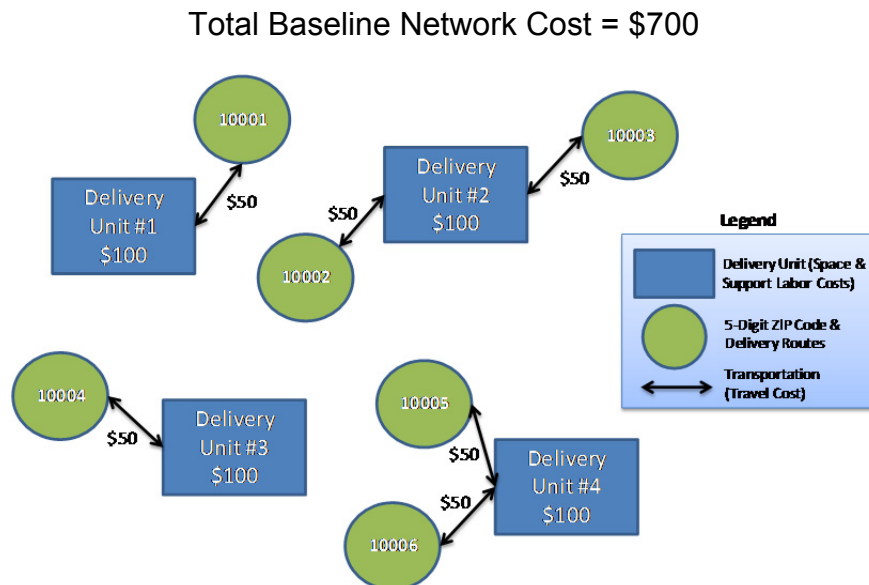 Total Baseline Network Cost = $700
10001
$50
Delivery
Unit #1
$100
10002
$50
Delivery
Unit #2
$100
$50
10003
Legend
Delivery Unit (Space &
Support Labor Costs)
5-Digit ZIP Code &
Delivery Routes
Transportation
(Travel Cost)
10004
$50
Delivery
Unit #3
$100
10005
$50
$50
10006
Delivery
Unit #4
$100